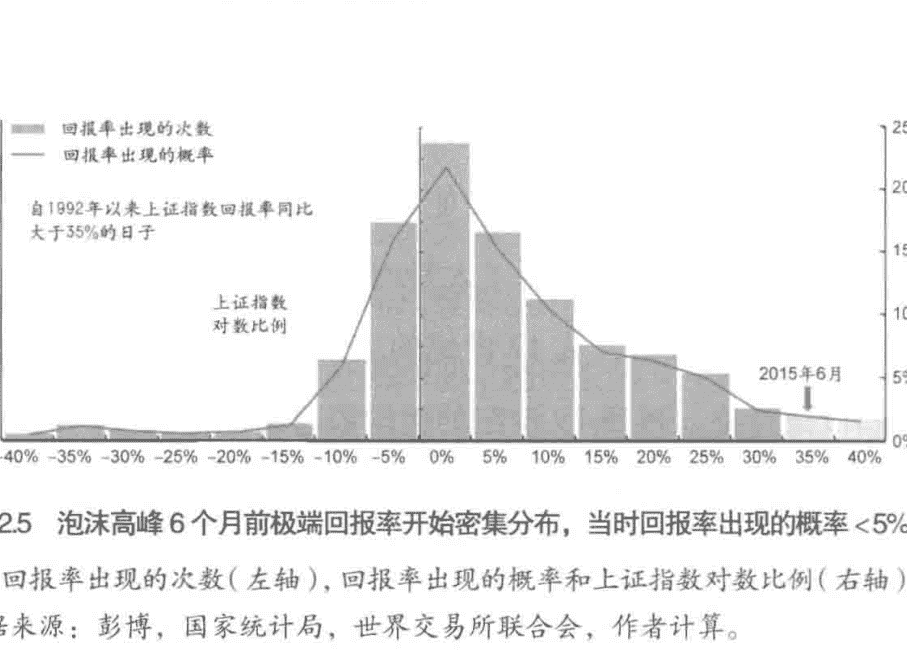 回报率出现的次数
回报率出现的概率
自1992年以来上证指数回报率同比
大于35%的日子
上证指数
对数比例
2015年6月
25
20
15
10
5%
0%
-40% -35% -30% -25% -20% -15% -10% -5% 0% 5% 10% 15% 20% 25% 30% 35% 40%
2.5 泡沫高峰6个月前极端回报率开始密集分布，当时回报率出现的概率<5%
回报率出现的次数(左轴),回报率出现的概率和上证指数对数比例(右轴)
来源：彭博，国家统计局，世界交易所联合会，作者计算。